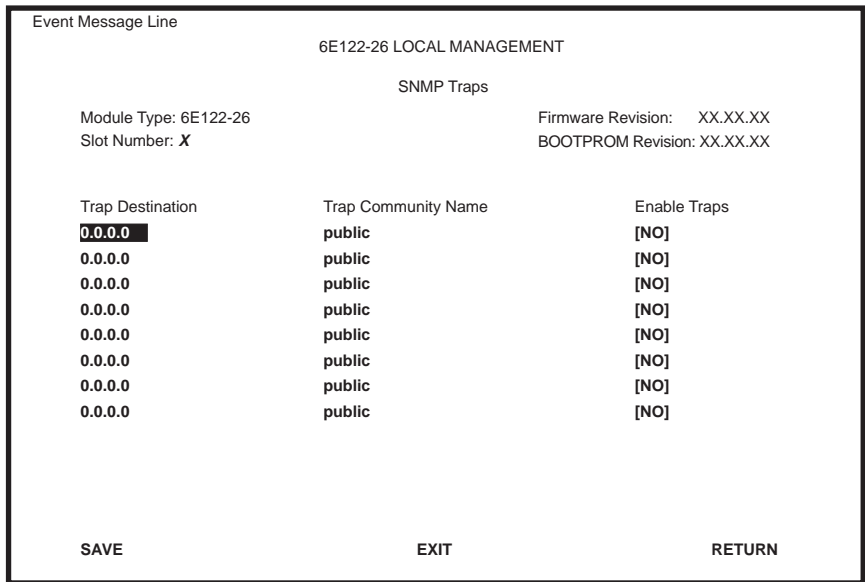 Event Message Line
6E122-26 LOCAL MANAGEMENT
SNMP Traps
Module Type: 6E122-26 Firmware Revision: XX.XX.XX
Slot Number: X BOOTPROM Revision: XX.XX.XX
Trap Destination Trap Community Name Enable Traps
0.0.0.0 public [NO]
0.0.0.0 public [NO]
0.0.0.0 public [NO]
0.0.0.0 public [NO]
0.0.0.0 public [NO]
0.0.0.0 public [NO]
0.0.0.0 public [NO]
0.0.0.0 public [NO]
SAVE EXIT RETURN